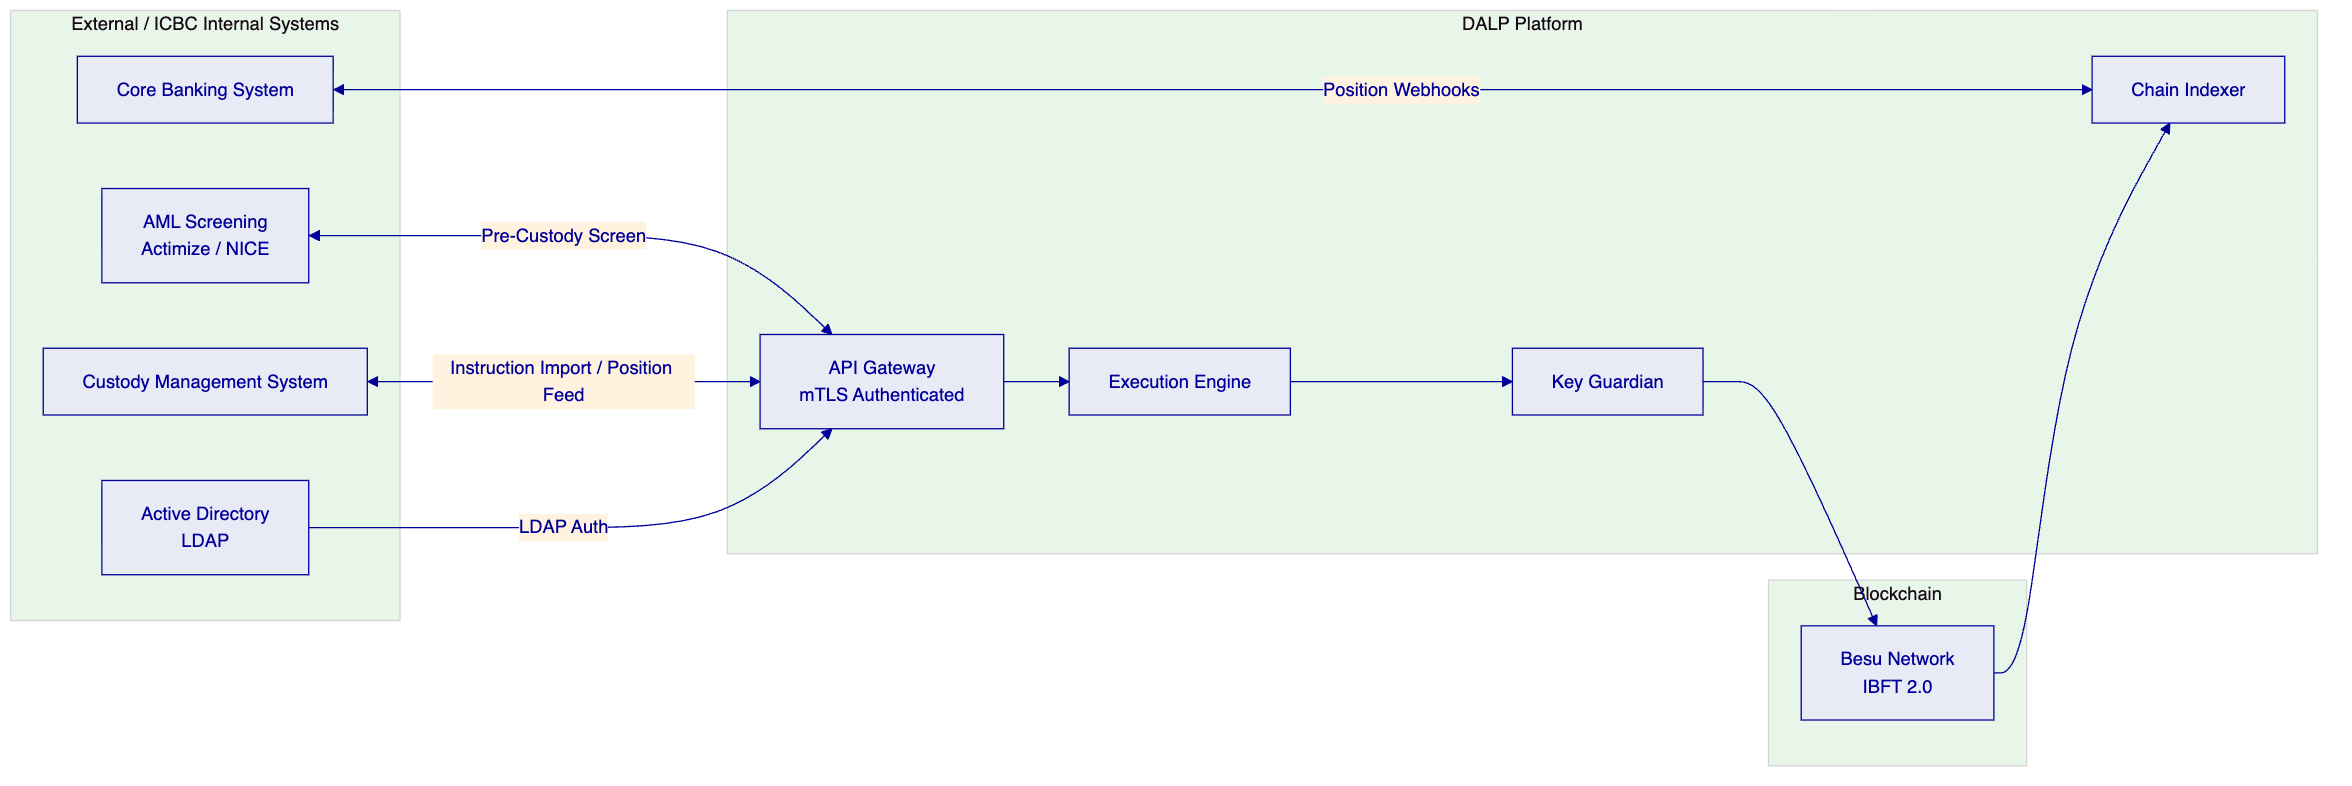 External / ICBC Internal Systems
DALP Platform
Core Banking System
Position Webhooks
Chain Indexer
AML Screening
Actimize / NICE
Pre-Custody Screen
Custody Management System
Instruction Import / Position
Feed
API Gateway
mTLS Authenticated
Execution Engine
Key Guardian
Active Directory
LDAP
LDAP Auth
Blockchain
Besu Network
IBFT 2.0